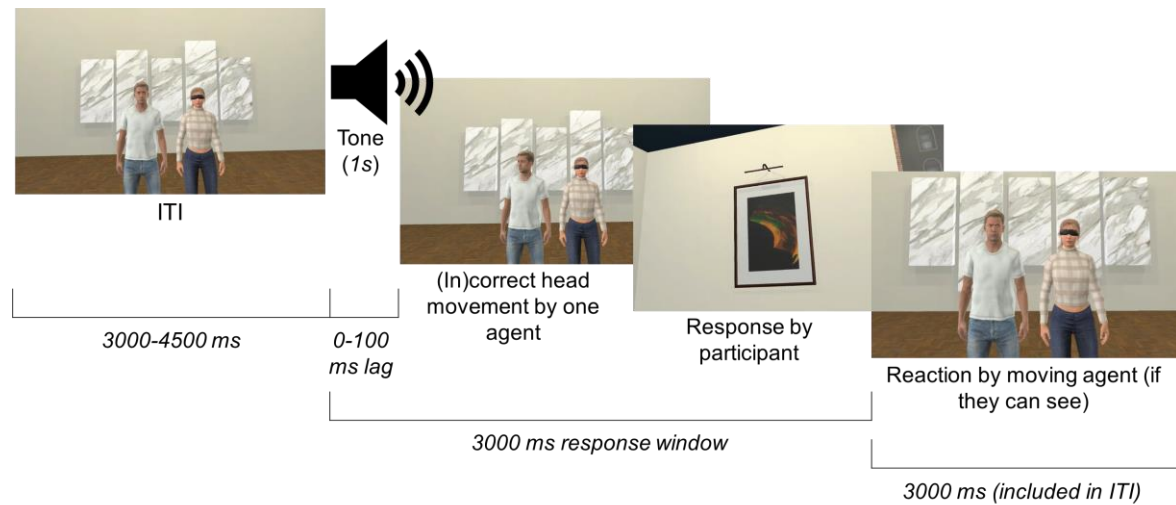 ITI
Tone
(1s)
(In)correct head
movement by one
agent
Response by
participant
Reaction by moving agent (if
they can see)
3000-4500 ms
0-100
ms lag
3000 ms response window
3000 ms (included in ITI)